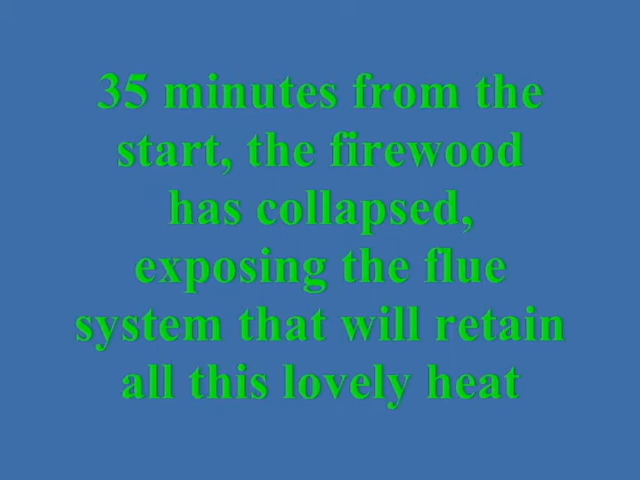 35 minutes from the
start, the firewood
has collapsed,
exposing the flue
system that will retain
all this lovely heat